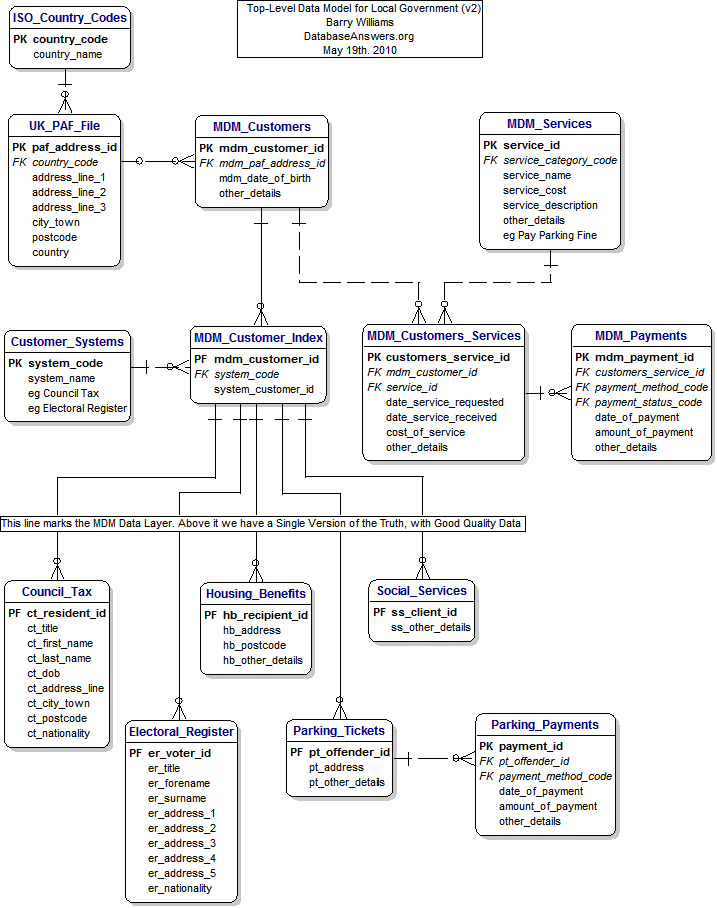 Top-Level Data Model for Local Government (v2)
Barry Williams
DatabaseAnswers.org
May 19th. 2010
ISO_Country_Codes
PK country_code
country_name
UK_PAF_File
PK paf_address_id
FK country_code
address_line_1
address_line_2
address_line_3
city_town
postcode
country
MDM_Customers
PK mdm_customer_id
FK mdm_paf_address_id
mdm_date_of_birth
other_details
MDM_Services
PK service_id
FK service_category_code
service_name
service_cost
service_description
other_details
eg Pay Parking Fine
Customer_Systems
PK system_code
system_name
eg Council Tax
eg Electoral Register
MDM_Customer_Index
PF mdm_customer_id
FK system_code
system_customer_id
MDM_Customers_Services
PK customers_service_id
FK mdm_customer_id
FK service_id
date_service_requested
date_service_received
cost_of_service
other_details
MDM_Payments
PK mdm_payment_id
FK customers_service_id
FK payment_method_code
FK payment_status_code
date_of_payment
amount_of_payment
other_details
This line marks the MDM Data Layer. Above it we have a Single Version of the Truth, with Good Quality Data
Council_Tax
PF ct_resident_id
ct_title
ct_first_name
ct_last_name
ct_dob
ct_address_line
ct_city_town
ct_postcode
ct_nationality
Housing_Benefits
PF hb_recipient_id
hb_address
hb_postcode
hb_other_details
Social_Services
PF ss_client_id
ss_other_details
Electoral_Register
PF er_voter_id
er_title
er_forename
er_surname
er_address_1
er_address_2
er_address_3
er_address_4
er_address_5
er_nationality
Parking_Tickets
PF pt_offender_id
pt_address
pt_other_details
Parking_Payments
PK payment_id
FK pt_offender_id
FK payment_method_code
date_of_payment
amount_of_payment
other_details